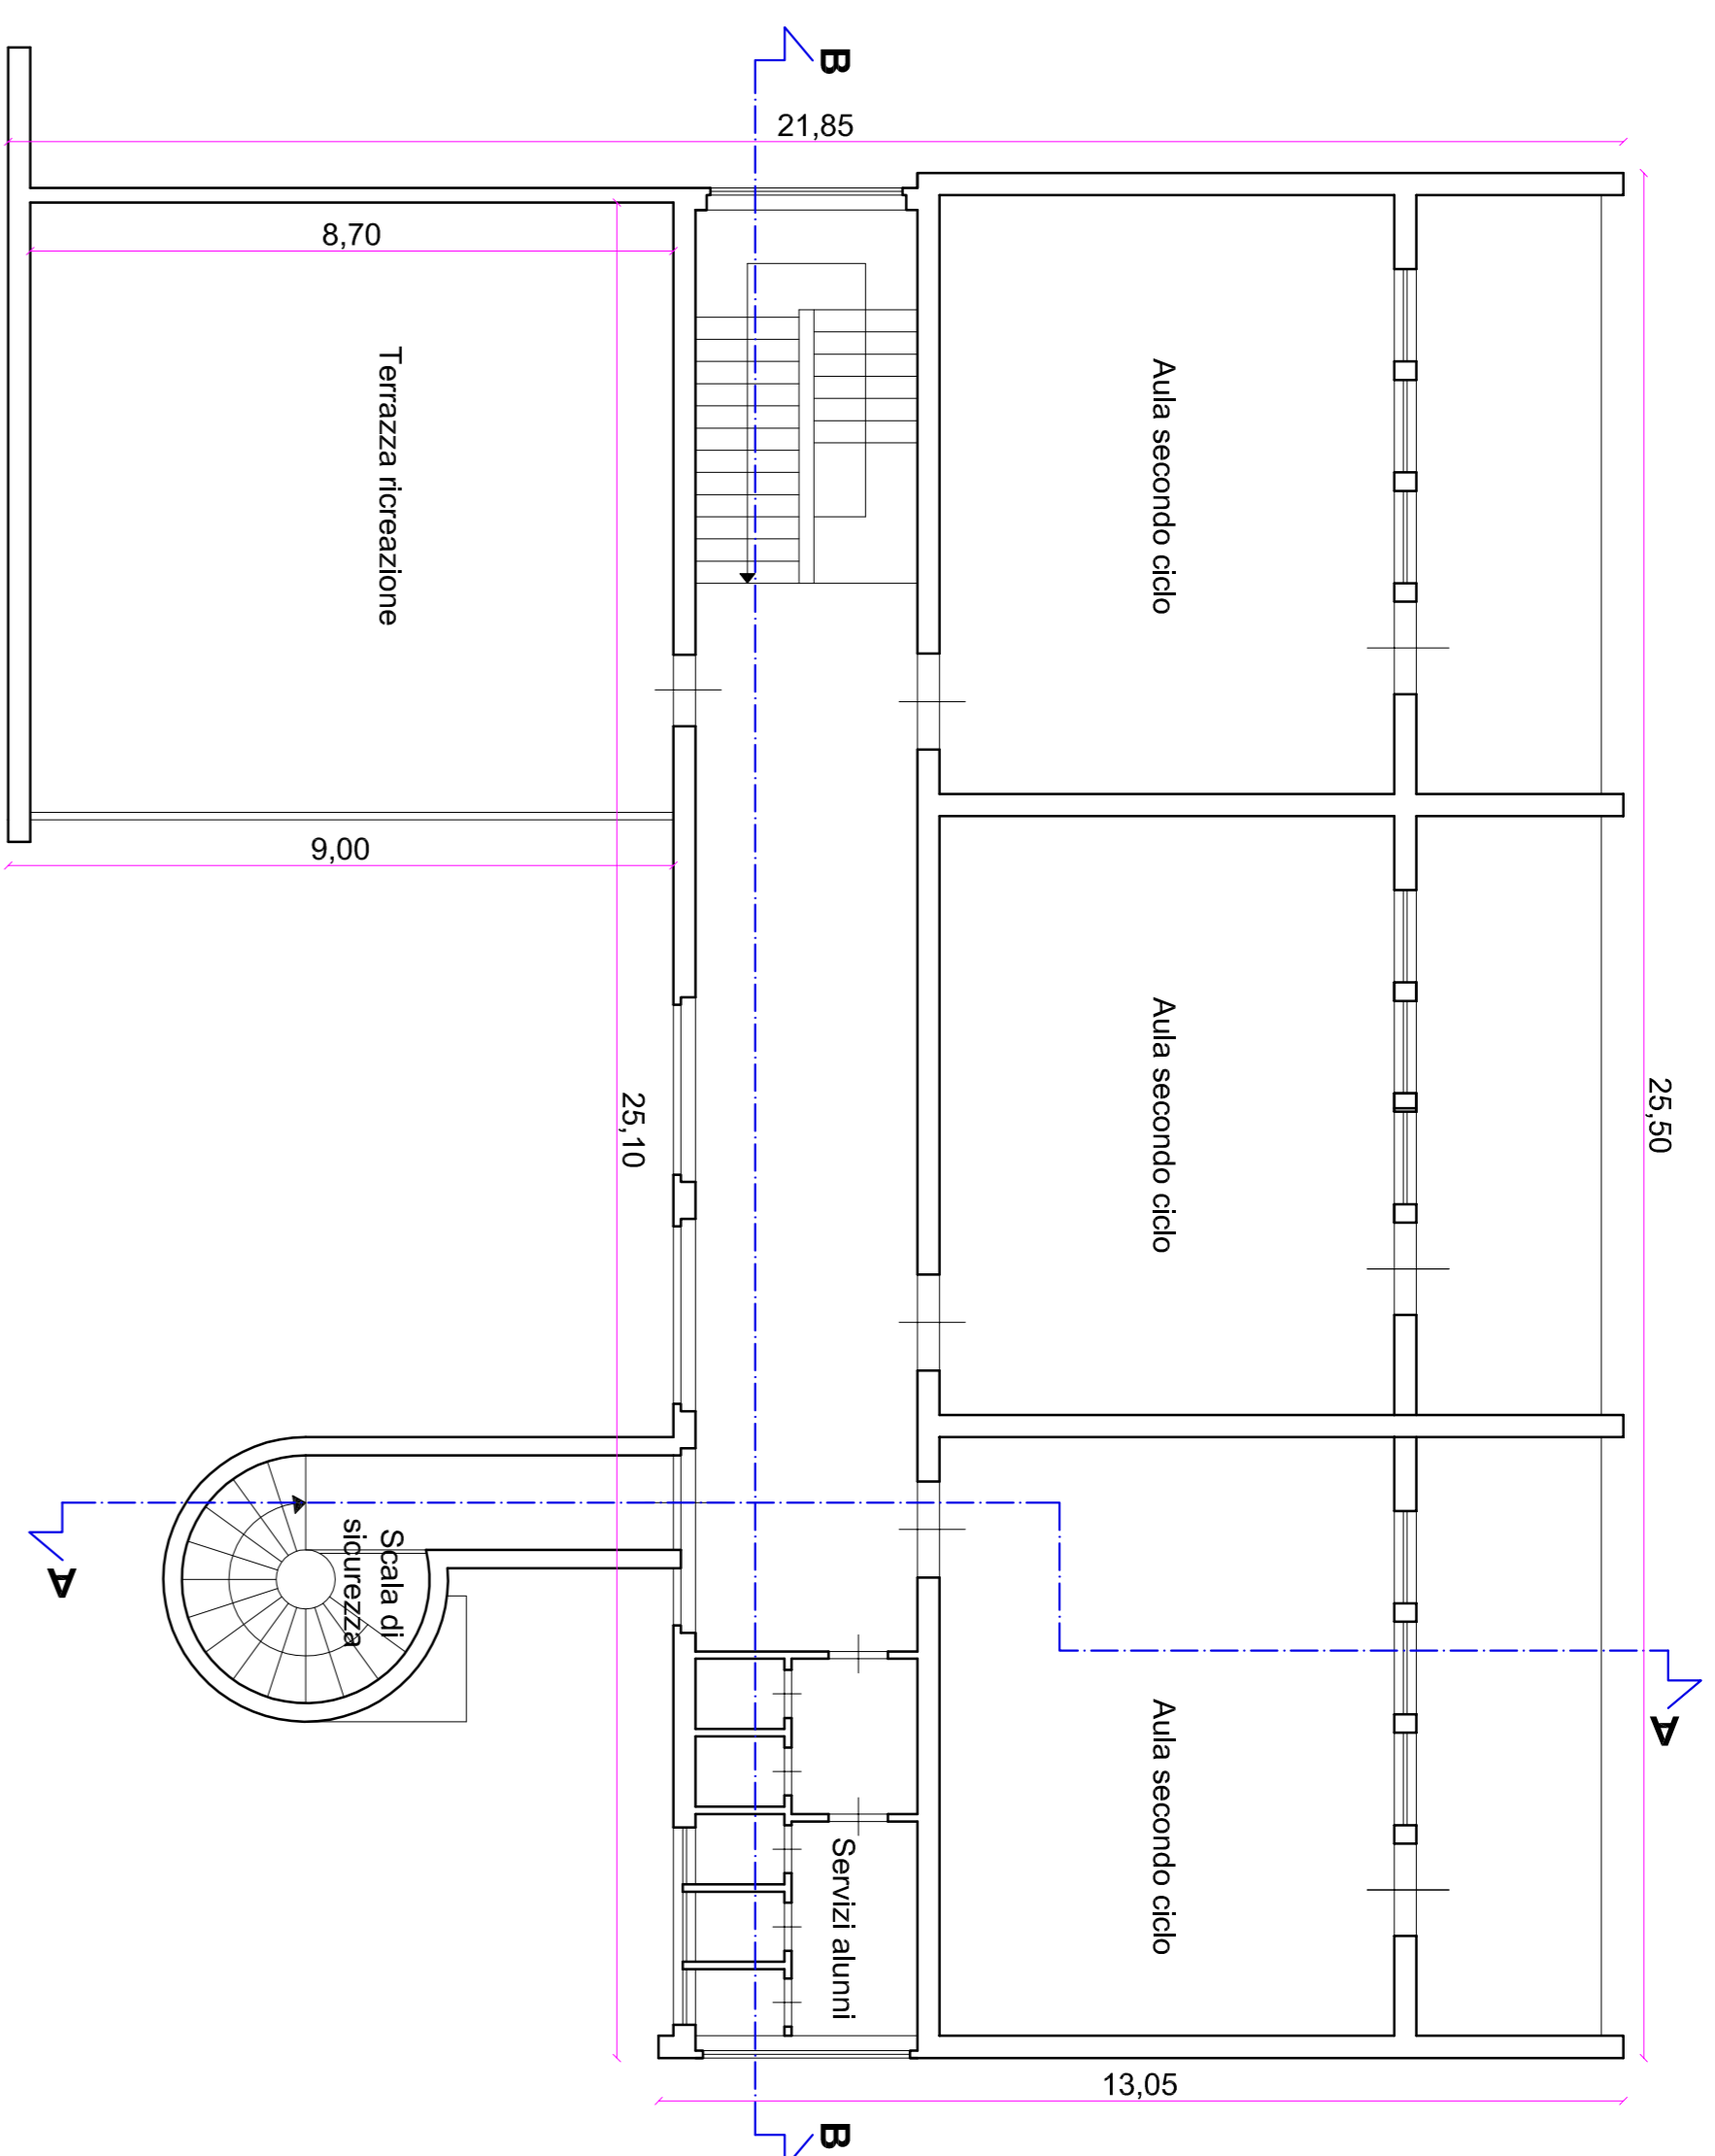 B
21,85
8,70
Terrazza ricreazione
Aula secondo ciclo
9,00
25,10
Aula secondo ciclo
25,50
Scala di
sicurezza
A
Aula secondo ciclo
A
Servizi alunni
13,05
B